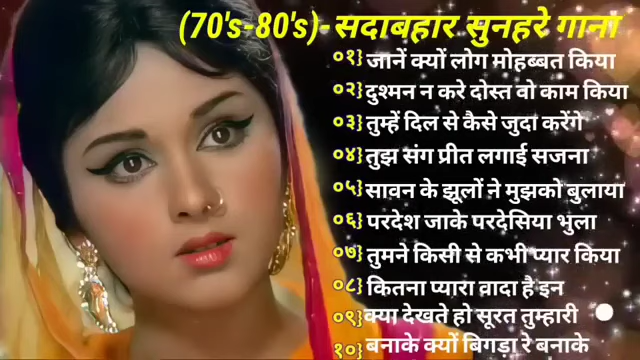 (70's-80's)-सदाबहार सुनहरे गाना
०१} जानें क्यों लोग मोहब्बत किया
०२} दुश्मन न करे दोस्त वो काम किया
०३} तुम्हें दिल से कैसे जुदा करेंगे
०४} तुझ संग प्रीत लगाई सजना
०५} सावन के झूलों ने मुझको बुलाया
०६} परदेश जाके परदेसिया भुला
०७} तुमने किसी से कभी प्यार किया
०८} कितना प्यारा वादा है इन
०९} क्या देखते हो सूरत तुम्हारी
१०} बनाके क्यों बिगड़ा रे बनाके